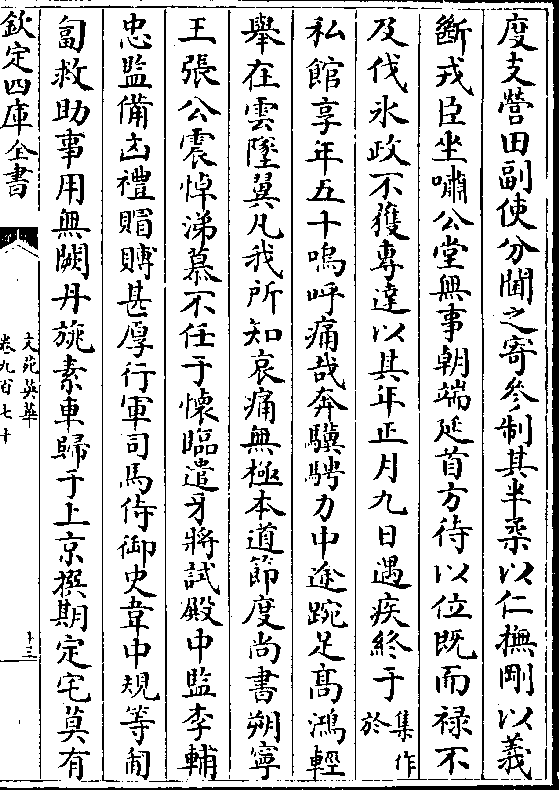 度支營田副使分閫之寄參制其半柔以仁撫剛以義
斷戎臣坐嘯公堂無事朝端延首方待以位既而禄不
及伐氷政不獲專達以其年正月九日遇疾終于集作於
私館享年五十嗚呼痛哉奔驥騁力中途踠足髙鴻輕
舉在雲墜翼凡我所知哀痛無極本道節度尚書朔寧
王張公震悼涕慕不任于懷臨遣牙將試殿中監李輔
忠監備凶禮賵賻甚厚行軍司馬侍御史韋中規等匍
匐救助事用無闕丹旐素車歸于上京撰期定宅莫有
欽定四庫全書
文苑英華
卷九百七十
十三